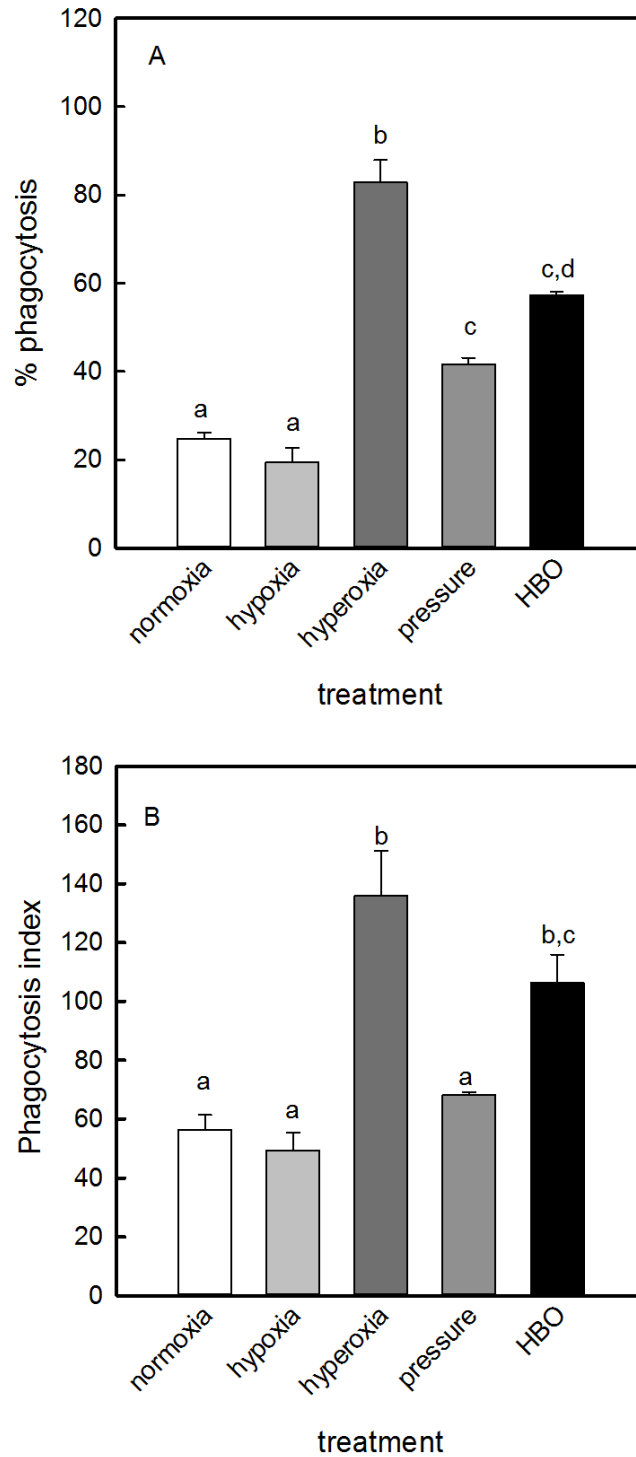 120
A
100
b
80
% phagocytosis
c,d
60
c
40
a
a
20
0
normoxia
hypoxia
hyperoxia
pressure
HBO
treatment
180
B
160
b
140
b,c
120
Phagocytosis index
100
80
a
a
a
60
40
20
0
normoxia
hypoxia
hyperoxia
pressure
HBO
treatment